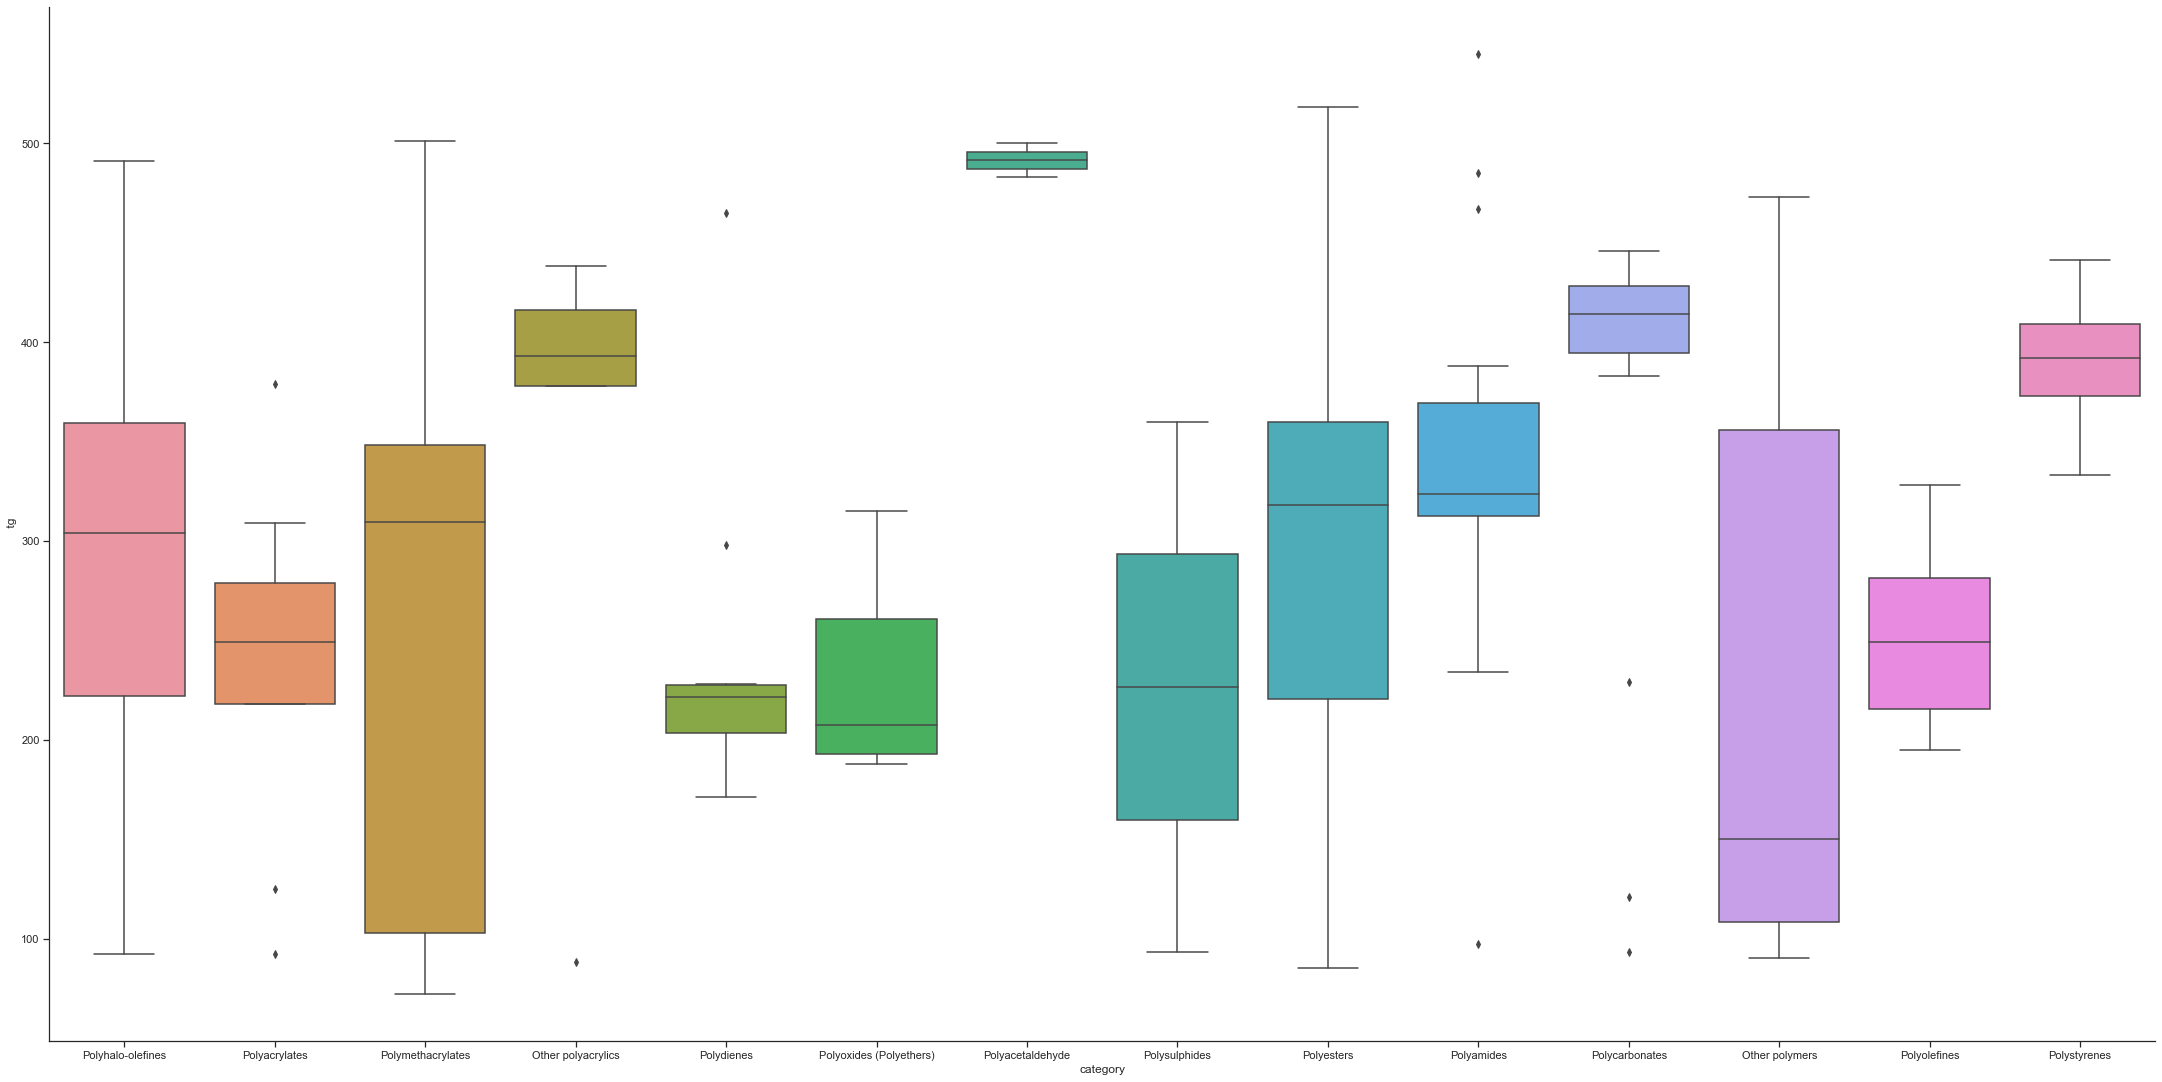 500
400
300
200
100
tg
Polyhalo-olefines
Polyacrylates
Polymethacrylates
Other polyacrylics
Polydienes
Polyoxides (Polyethers)
Polyacetaldehyde
Polysulphides
Polyesters
Polyamides
Polycarbonates
Other polymers
Polyolefines
Polystyrenes
category